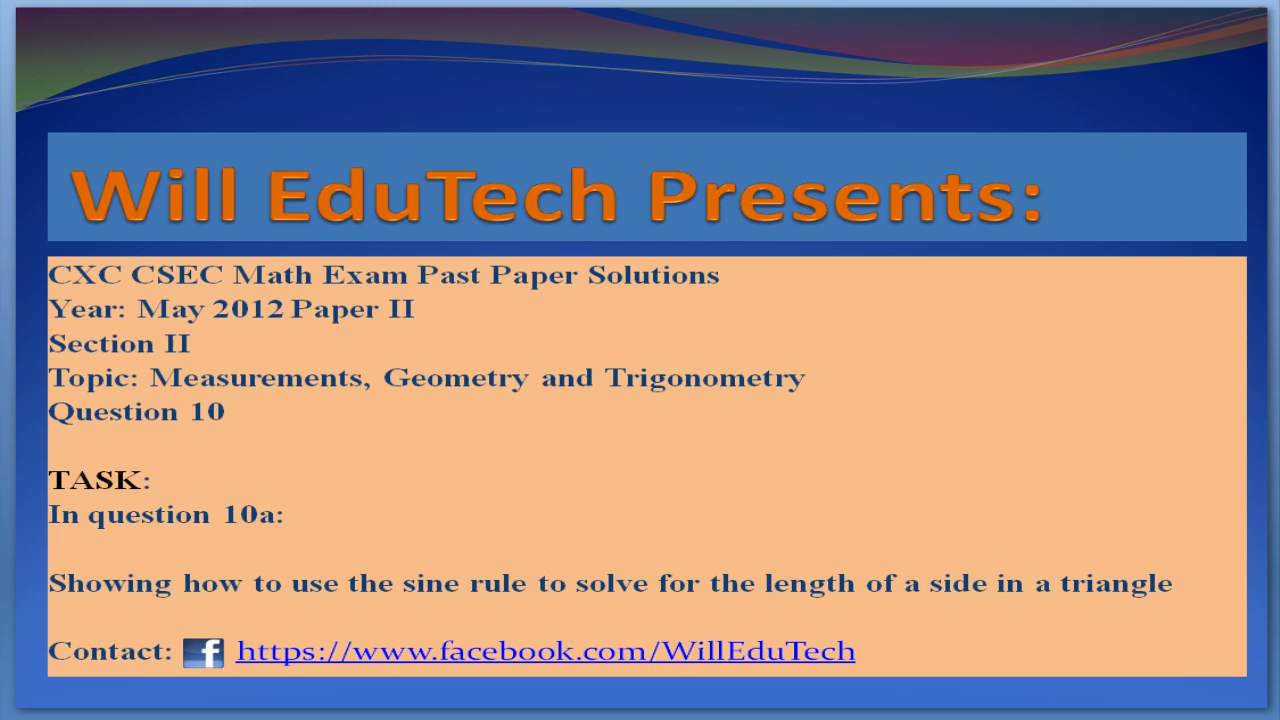 Will EduTech Presents:
CXC CSEC Math Exam Past Paper Solutions
Year: May 2012 Paper II
Section II
Topic: Measurements, Geometry and Trigonometry
Question 10
TASK:
In question 10a:
Showing how to use the sine rule to solve for the length of a side in a triangle
Contact: f https://www.facebook.com/WillEduTech